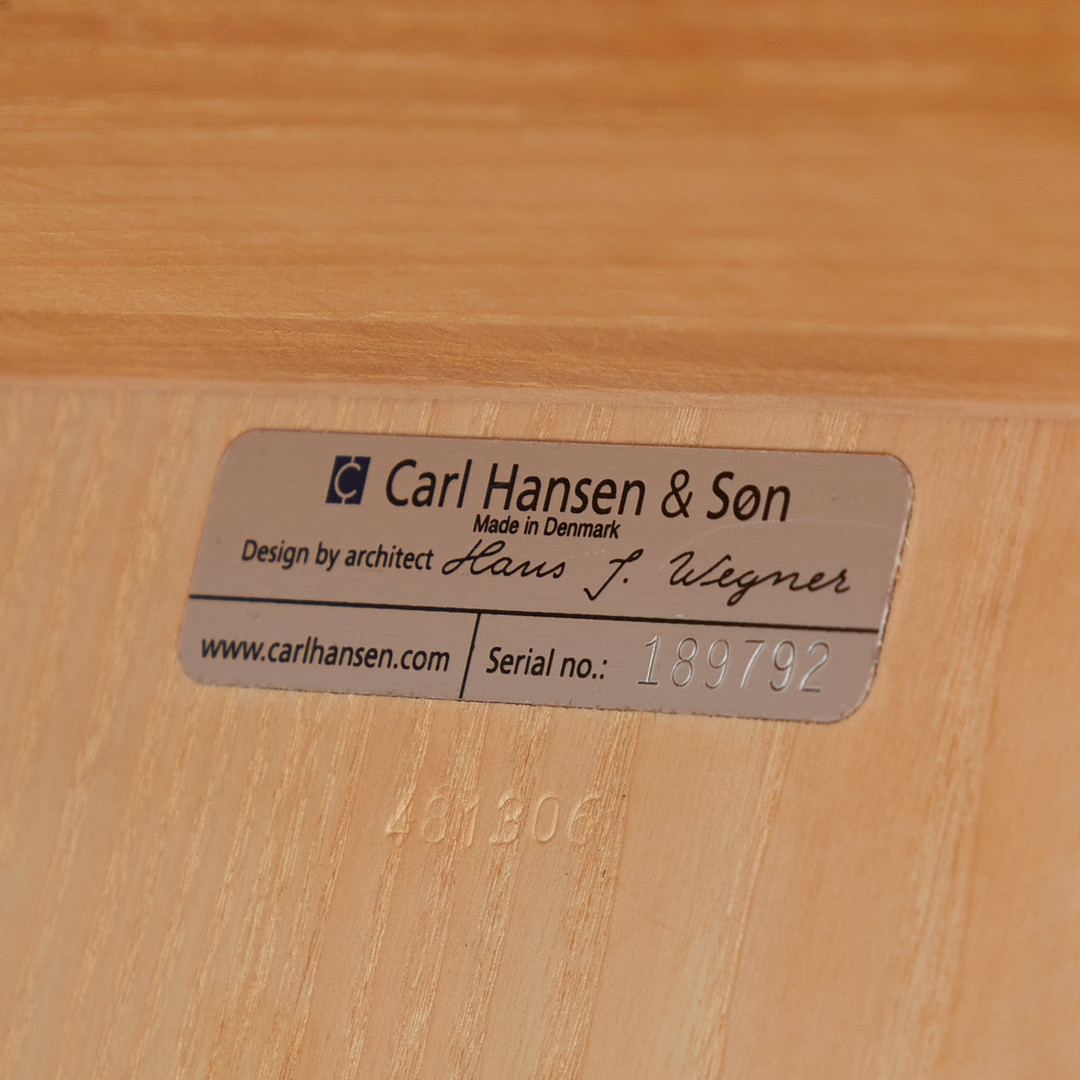 Carl Hansen & Søn
Made in Denmark
Design by architect Hans J. Wegner
www.carlhansen.com
Serial no.: 189792
481306